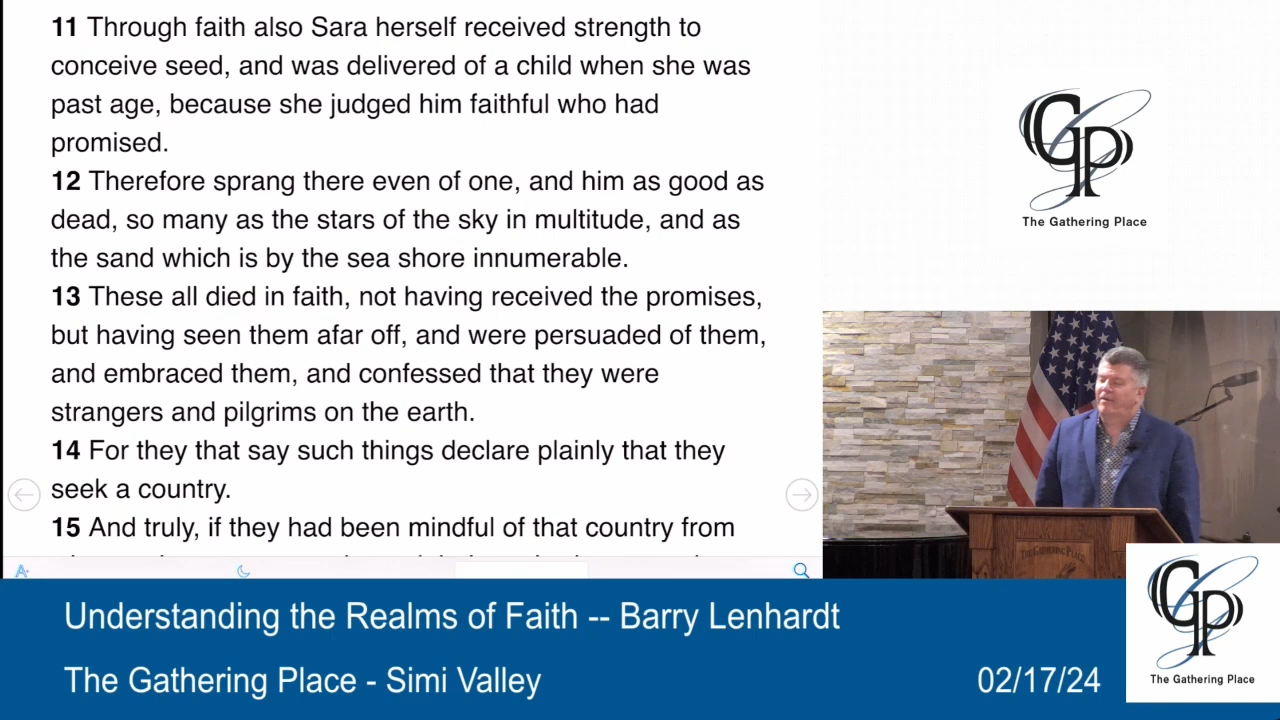 11 Through faith also Sara herself received strength to
conceive seed, and was delivered of a child when she was
past age, because she judged him faithful who had
promised.
12 Therefore sprang there even of one, and him as good as
dead, so many as the stars of the sky in multitude, and as
the sand which is by the sea shore innumerable.
13 These all died in faith, not having received the promises,
but having seen them afar off, and were persuaded of them,
and embraced them, and confessed that they were
strangers and pilgrims on the earth.
14 For they that say such things declare plainly that they
seek a country.
15 And truly, if they had been mindful of that country from
A
GP
The Gathering Place
The Gathering Place
Understanding the Realms of Faith -- Barry Lenhardt
The Gathering Place - Simi Valley
02/17/24
GP
The Gathering Place